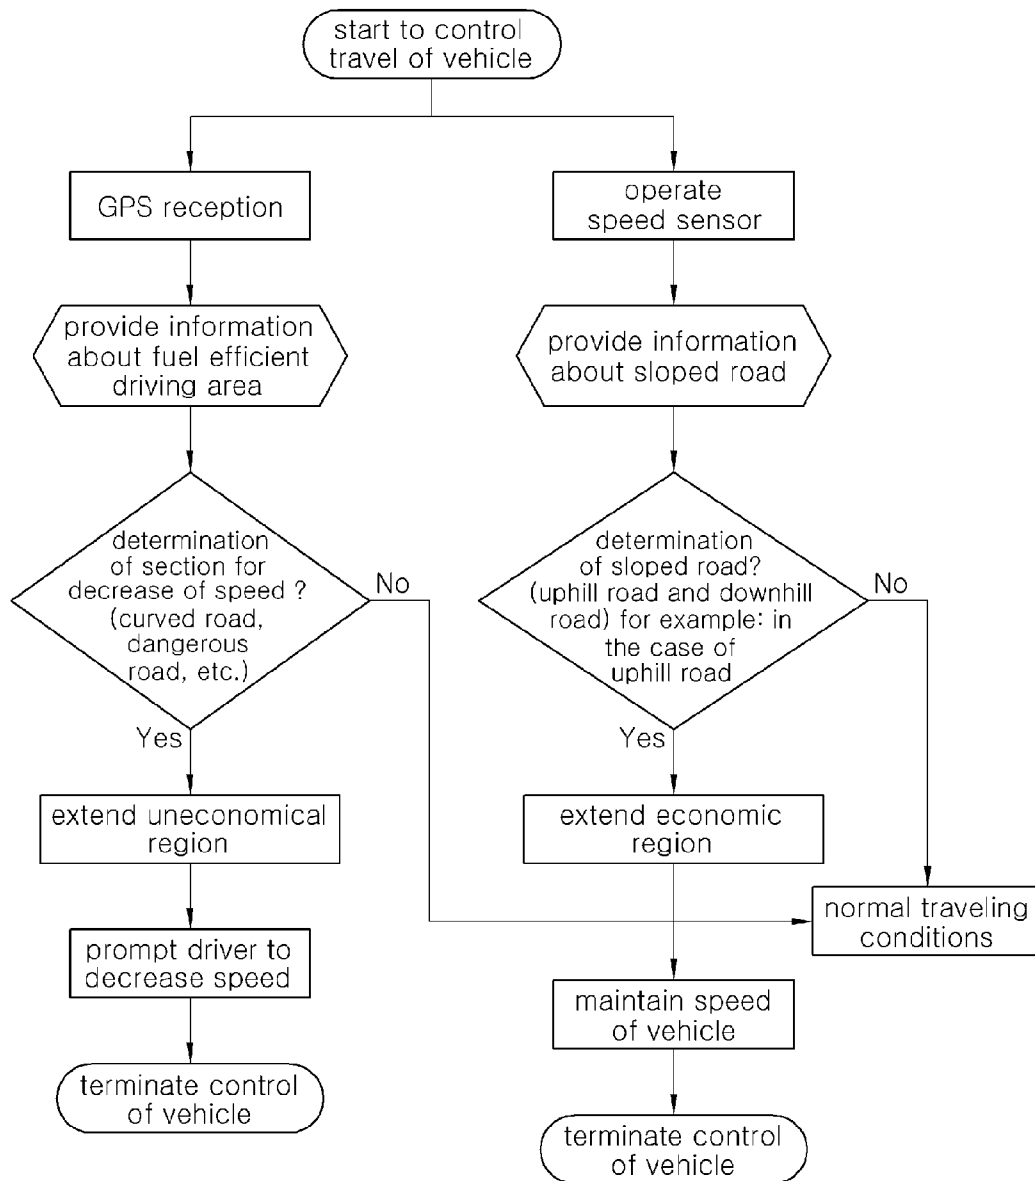 start to control
travel of vehicle
GPS reception
operate
speed sensor
provide information
about fuel efficient
driving area
provide information
about sloped road
determination
of section for
decrease of speed ?
(curved road,
dangerous
road, etc.)
No
Yes
determination
of sloped road?
(uphill road and downhill
road) for example: in
the case of
uphill road
No
Yes
extend uneconomical
region
extend economic
region
normal traveling
conditions
prompt driver to
decrease speed
maintain speed
of vehicle
terminate control
of vehicle
terminate control
of vehicle